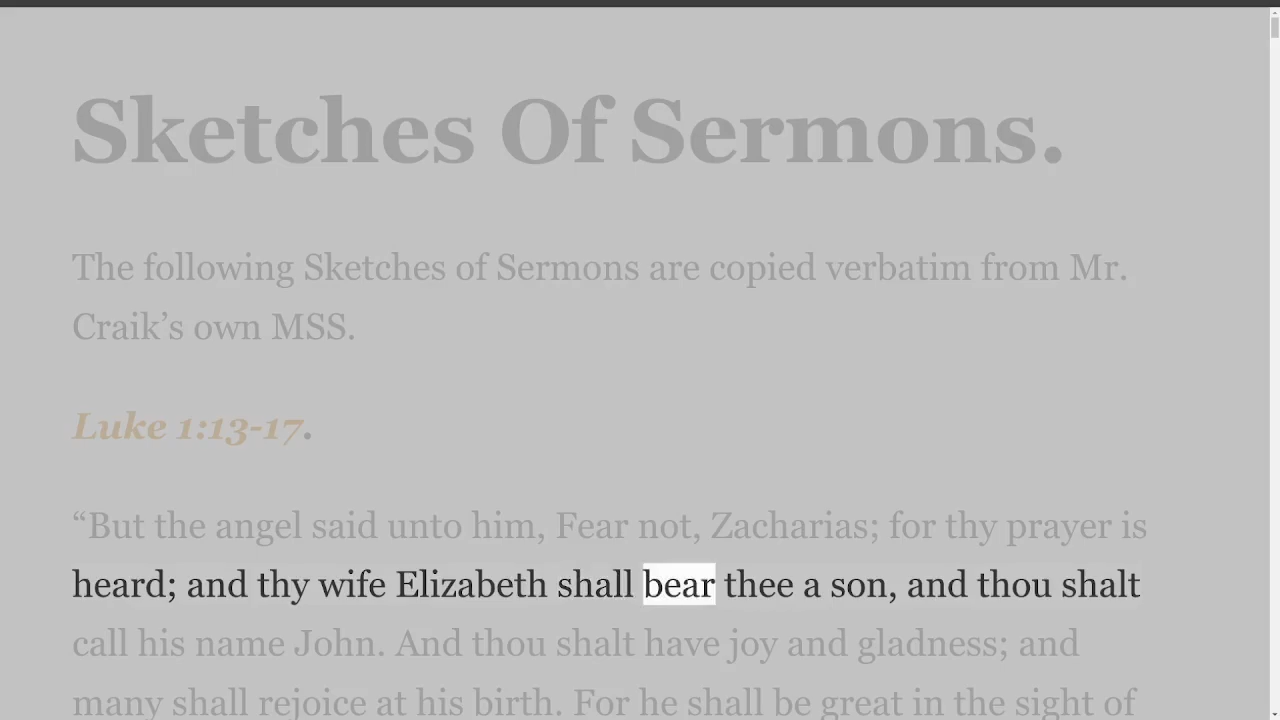 Sketches Of Sermons.
The following Sketches of Sermons are copied verbatim from Mr.
Craik’s own MSS.
Luke 1:13-17.
“But the angel said unto him, Fear not, Zacharias; for thy prayer is
heard; and thy wife Elizabeth shall bear thee a son, and thou shalt
call his name John. And thou shalt have joy and gladness; and
many shall rejoice at his birth. For he shall be great in the sight of